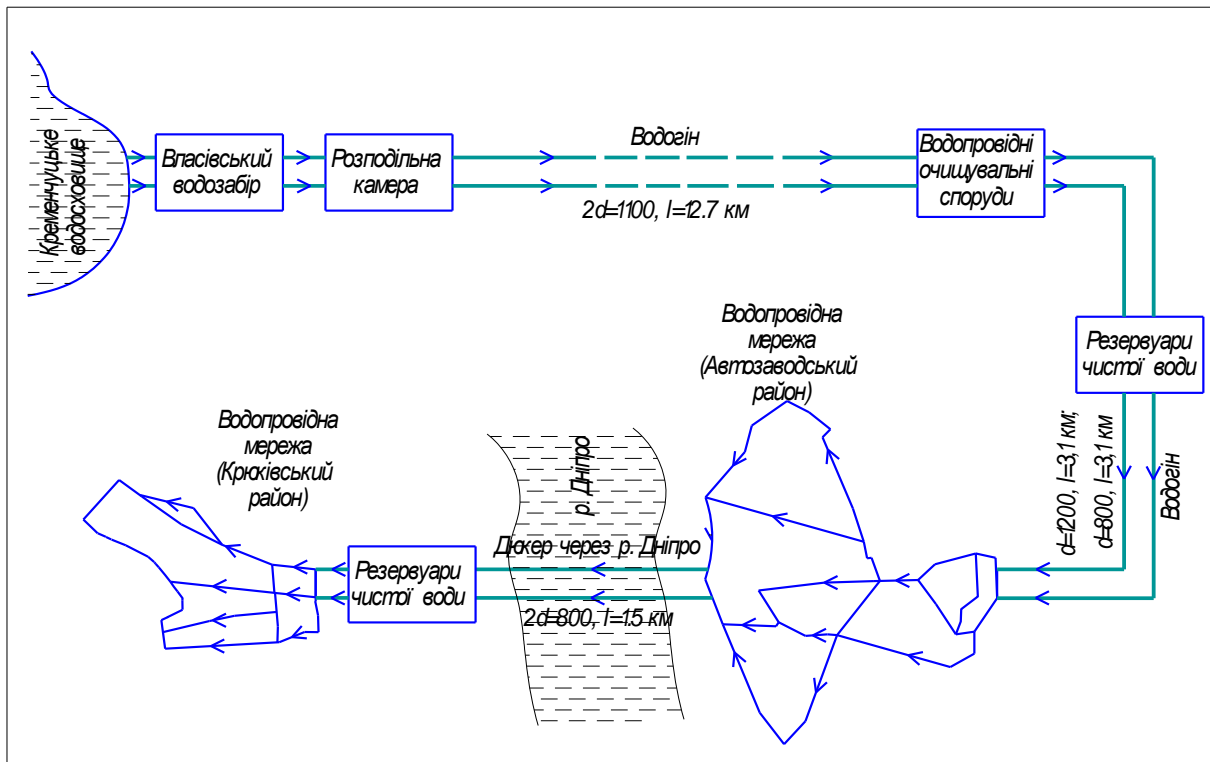 Кременчуцьке
водосховище
Власівський
водозабір
Розподільна
камера
Водогін
2d=1100, l=12.7 км
Водопровідні
очищувальні
споруди
Резервуари
чистої води
d=1200, l=3,1 км;
d=800, l=3,1 км
Водогін
Водопровідна
мережа
(Автозаводський
район)
р. Дніпро
Дюкер через р. Дніпро
2d=800, l=1.5 км
Резервуари
чистої води
Водопровідна
мережа
(Крюківський
район)